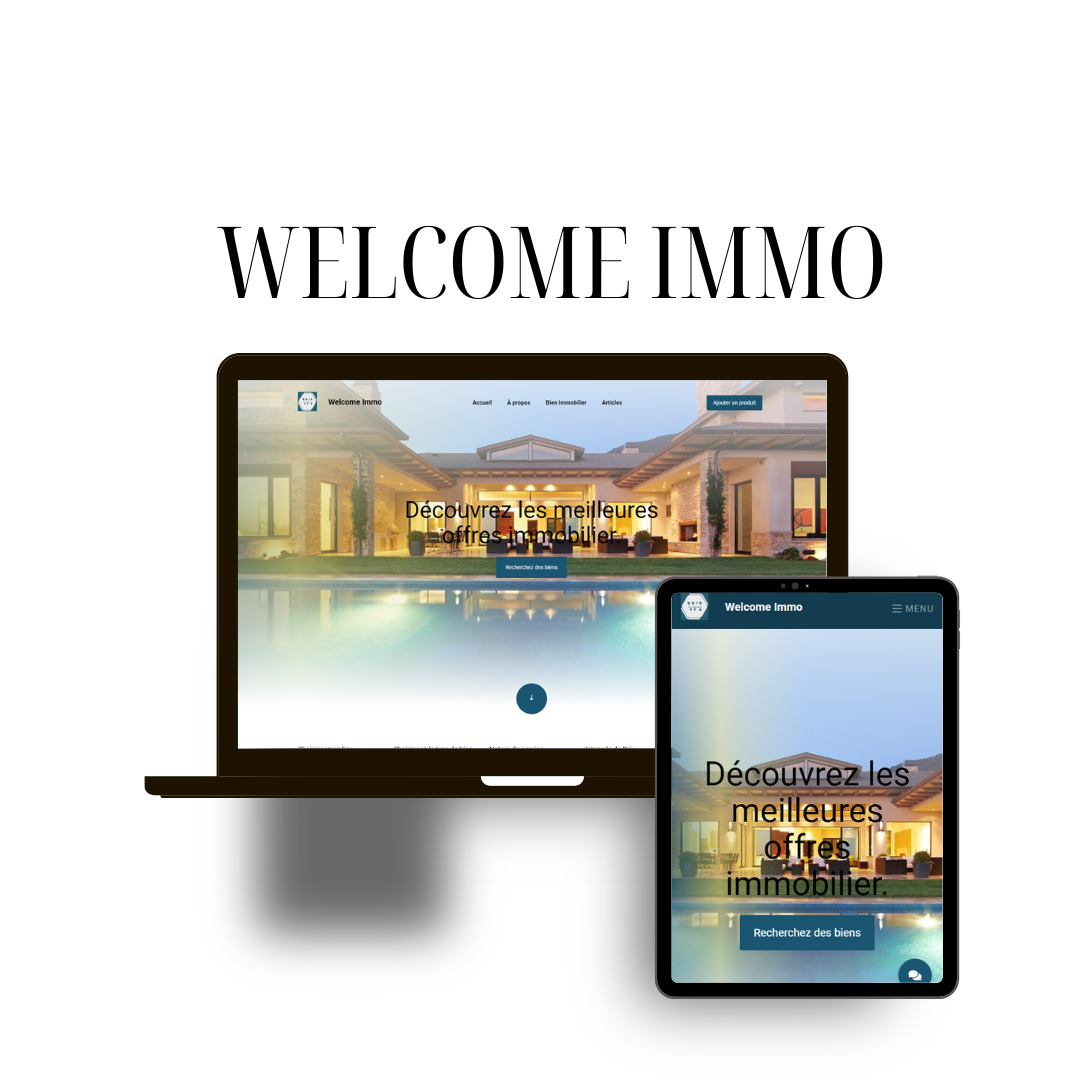 WELCOME IMMO
Welcome Immo
Accueil
À propos
Bien Immobilier
Articles
Ajouter un produit
Découvrez les meilleures
offres immobilier.
Recherchez des biens
Welcome Immo
MENU
Découvrez les
meilleures
offres
immobilier.
Recherchez des biens